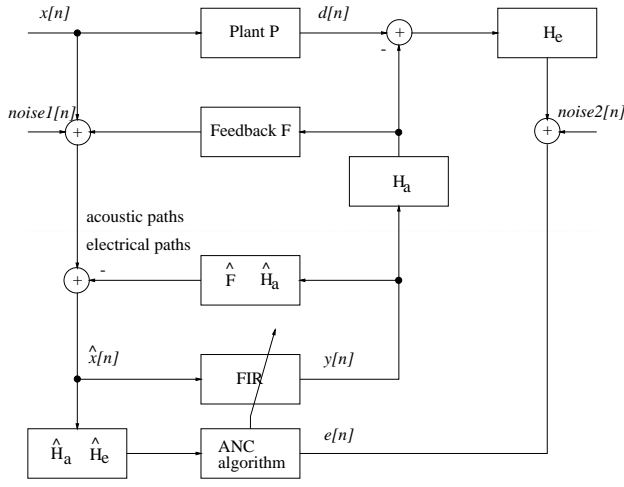 x[n]
Plant P
d[n]
-
+
H_e
noise1[n]
+
Feedback F
+
noise2[n]
H_a
acoustic paths
electrical paths
+
-
F̂ Ĥ_a
x̂[n]
FIR
y[n]
Ĥ_a Ĥ_e
ANC
algorithm
e[n]